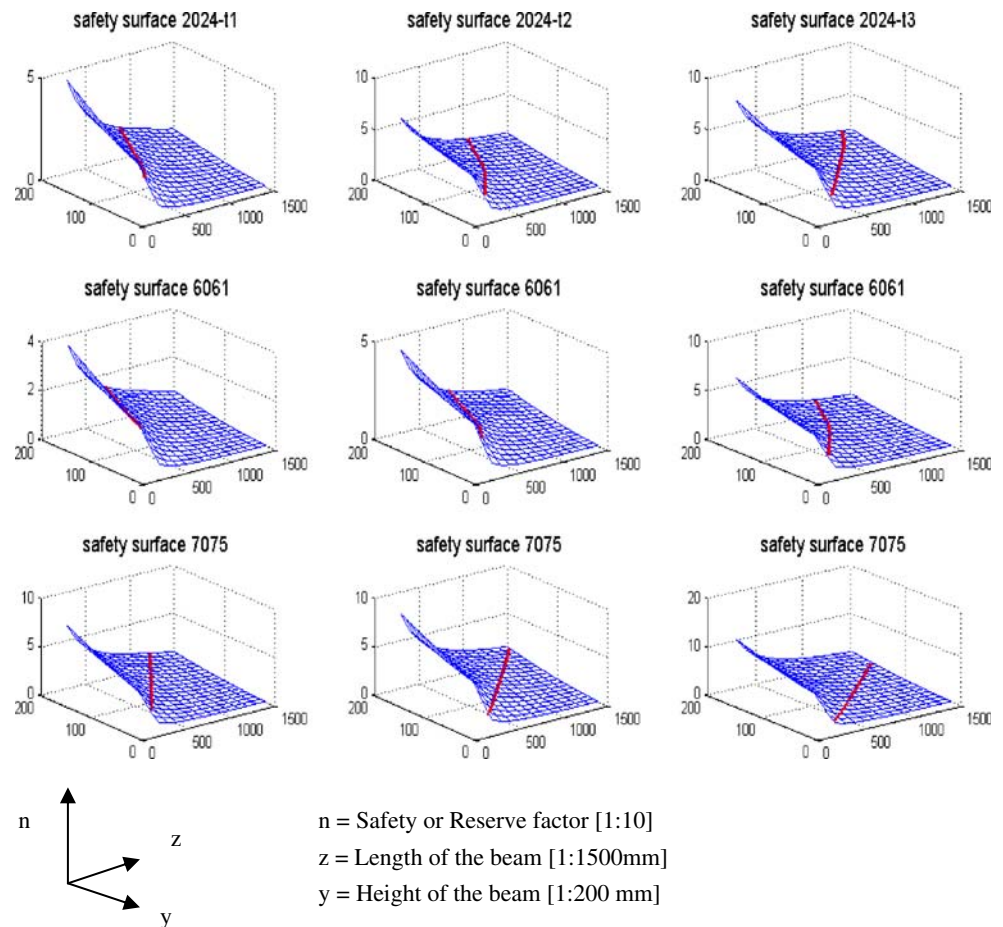 safety surface 2024-t1 safety surface 2024-t2 safety surface 2024-t3
5 10 10
5 5
0 0 0
200 1500 200 1500 200 1500
100 1000 100 1000 100 1000
500 500 500
0 0 0 0 0 0
safety surface 6061 safety surface 6061 safety surface 6061
4 5 10
2 5
0 0 0
200 1500 200 1500 200 1500
100 1000 100 1000 100 1000
500 500 500
0 0 0 0 0 0
safety surface 7075 safety surface 7075 safety surface 7075
10 10 20
5 5 10
0 0 0
200 1500 200 1500 200 1500
100 1000 100 1000 100 1000
500 500 500
0 0 0 0 0 0
n
z
y
n = Safety or Reserve factor [1:10]
z = Length of the beam [1:1500mm]
y = Height of the beam [1:200 mm]